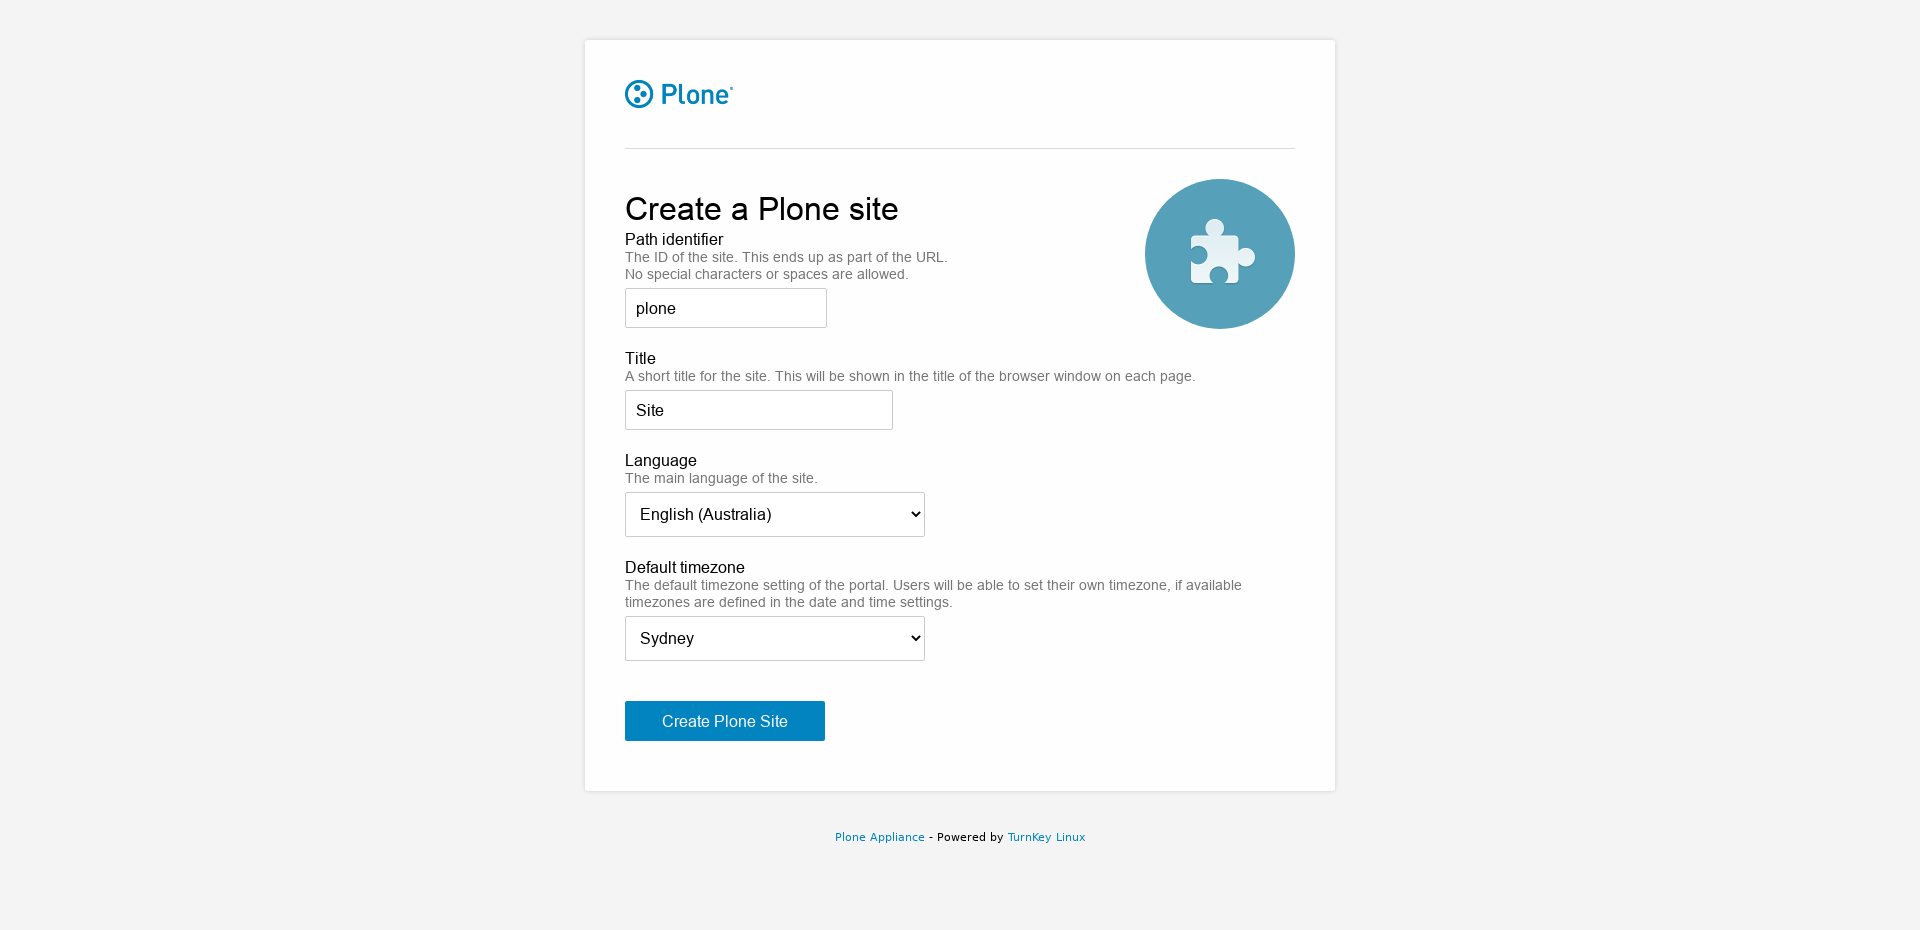 Plone
Create a Plone site
Path identifier
The ID of the site. This ends up as part of the URL.
No special characters or spaces are allowed.
plone
Title
A short title for the site. This will be shown in the title of the browser window on each page.
Site
Language
The main language of the site.
English (Australia)
Default timezone
The default timezone setting of the portal. Users will be able to set their own timezone, if available
timezones are defined in the date and time settings.
Sydney
Create Plone Site
Plone Appliance - Powered by TurnKey Linux